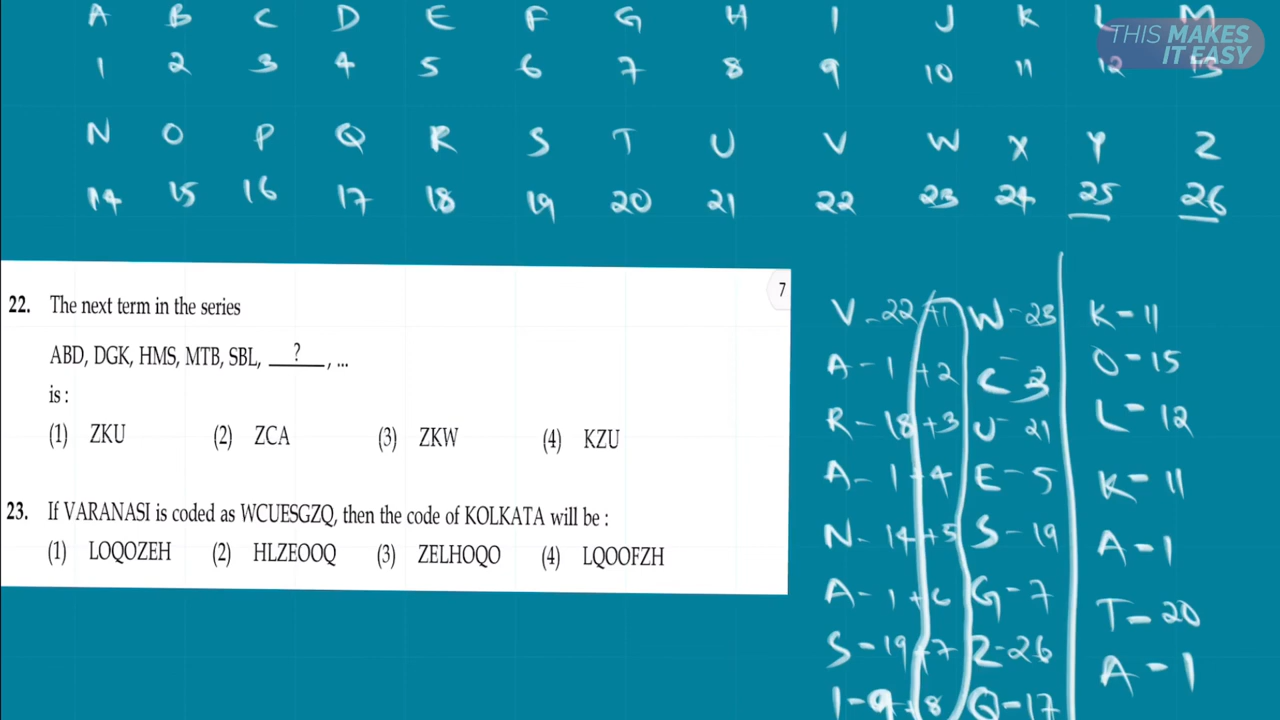 A B C D E F G H I J K L M
THIS MAKES IT EASY
1 2 3 4 5 6 7 8 9 10 11 12 13
N O P Q R S T U V W X Y Z
14 15 16 17 18 19 20 21 22 23 24 25 26
7
22. The next term in the series
ABD, DGK, HMS, MTB, SBL, ? , ...
is :
(1) ZKU (2) ZCA (3) ZKW (4) KZU
23. If VARANASI is coded as WCUESGZQ, then the code of KOLKATA will be :
(1) LOQOZEH (2) HLZEOOQ (3) ZELHOQO (4) LQOOFZH
V - 22 +1 W - 23 K = 11
A - 1 +2 C - 3 O = 15
R - 18 +3 U - 21 L = 12
A - 1 +4 E - 5 K = 11
N - 14 +5 S - 19 A = 1
A - 1 +6 G - 7 T = 20
S - 19 +7 Z - 26 A = 1
I - 9 +8 Q - 17